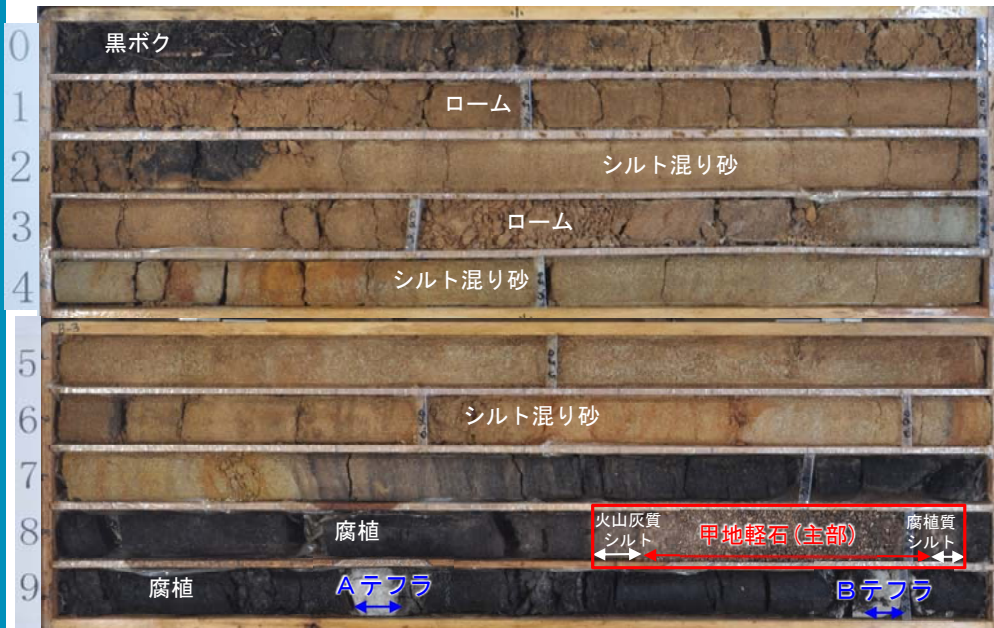 0
黒ボク
1
ローム
2
シルト混り砂
3
ローム
4
シルト混り砂
B-3
5
6
シルト混り砂
7
8
腐植
火山灰質
シルト
甲地軽石(主部)
腐植質
シルト
9
腐植
Aテフラ
Bテフラ